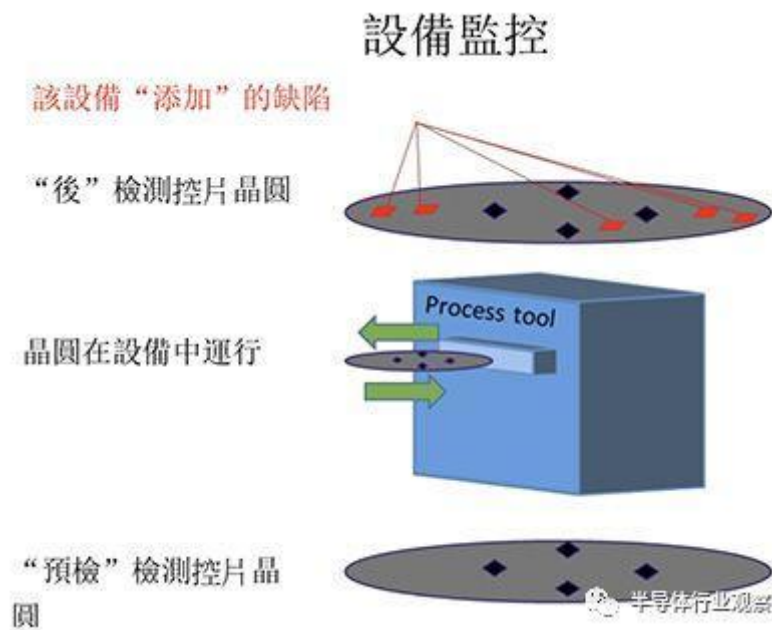 設備監控
該設備“添加”的缺陷
“後”檢測控片晶圓
Process tool
晶圓在設備中運行
“預檢”檢測控片晶
圓
半导体行业观察